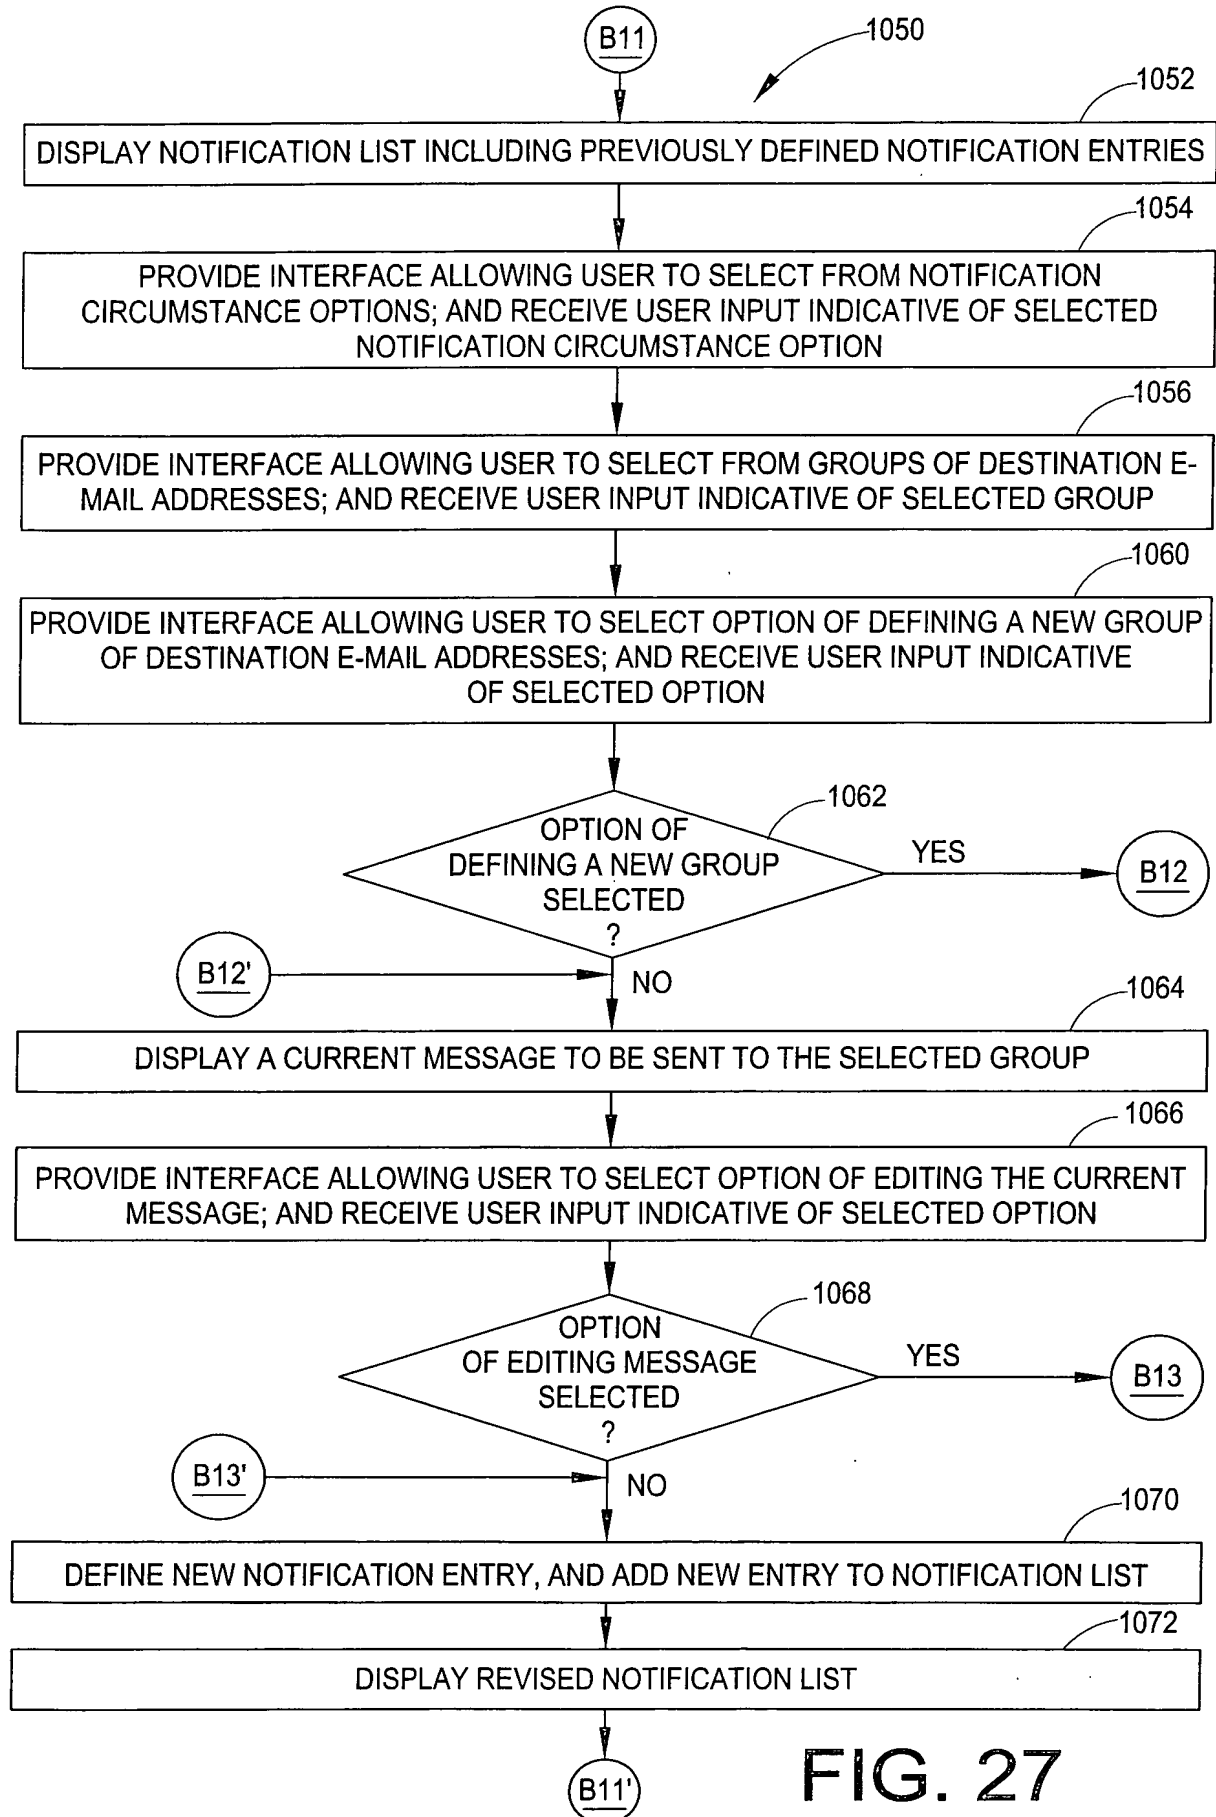 B11
1050
1052
DISPLAY NOTIFICATION LIST INCLUDING PREVIOUSLY DEFINED NOTIFICATION ENTRIES
1054
PROVIDE INTERFACE ALLOWING USER TO SELECT FROM NOTIFICATION
CIRCUMSTANCE OPTIONS; AND RECEIVE USER INPUT INDICATIVE OF SELECTED
NOTIFICATION CIRCUMSTANCE OPTION
1056
PROVIDE INTERFACE ALLOWING USER TO SELECT FROM GROUPS OF DESTINATION E-
MAIL ADDRESSES; AND RECEIVE USER INPUT INDICATIVE OF SELECTED GROUP
1060
PROVIDE INTERFACE ALLOWING USER TO SELECT OPTION OF DEFINING A NEW GROUP
OF DESTINATION E-MAIL ADDRESSES; AND RECEIVE USER INPUT INDICATIVE
OF SELECTED OPTION
1062
OPTION OF
DEFINING A NEW GROUP
SELECTED
?
YES
B12
B12'
NO
1064
DISPLAY A CURRENT MESSAGE TO BE SENT TO THE SELECTED GROUP
1066
PROVIDE INTERFACE ALLOWING USER TO SELECT OPTION OF EDITING THE CURRENT
MESSAGE; AND RECEIVE USER INPUT INDICATIVE OF SELECTED OPTION
1068
OPTION
OF EDITING MESSAGE
SELECTED
?
YES
B13
B13'
NO
1070
DEFINE NEW NOTIFICATION ENTRY, AND ADD NEW ENTRY TO NOTIFICATION LIST
1072
DISPLAY REVISED NOTIFICATION LIST
B11'
FIG. 27